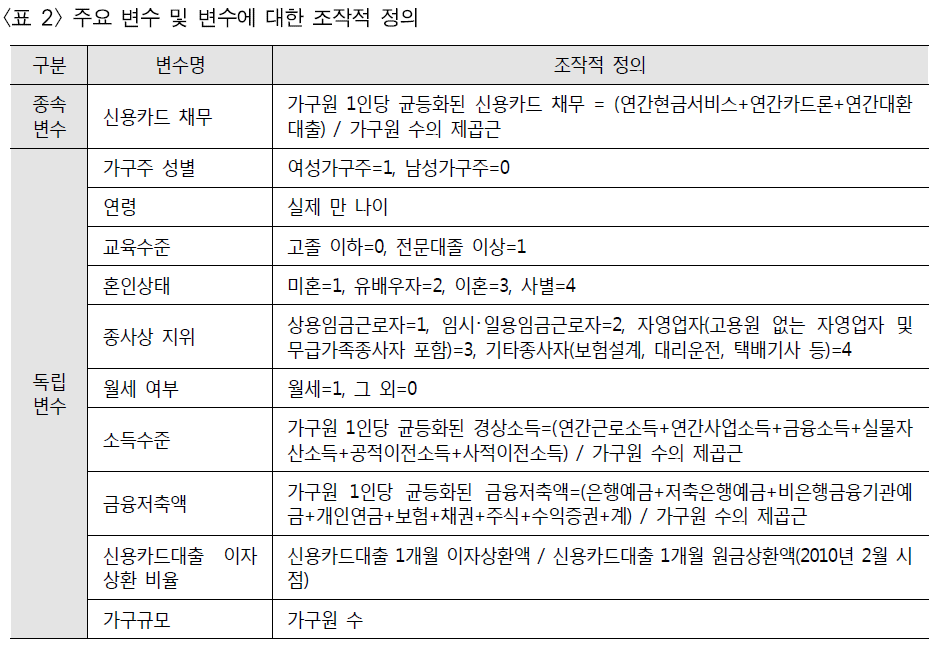 〈표 2〉 주요 변수 및 변수에 대한 조작적 정의
구분 변수명 조작적 정의
종속
변수
신용카드 채무
가구원 1인당 균등화된 신용카드 채무 = (연간현금서비스+연간카드론+연간대환
대출) / 가구원 수의 제곱근
독립
변수
가구주 성별 여성가구주=1, 남성가구주=0
연령 실제 만 나이
교육수준 고졸 이하=0, 전문대졸 이상=1
혼인상태 미혼=1, 유배우자=2, 이혼=3, 사별=4
종사상 지위
상용임금근로자=1, 임시·일용임금근로자=2, 자영업자(고용원 없는 자영업자 및
무급가족종사자 포함)=3, 기타종사자(보험설계, 대리운전, 택배기사 등)=4
월세 여부 월세=1, 그 외=0
소득수준
가구원 1인당 균등화된 경상소득=(연간근로소득+연간사업소득+금융소득+실물자
산소득+공적이전소득+사적이전소득) / 가구원 수의 제곱근
금융저축액
가구원 1인당 균등화된 금융저축액=(은행예금+저축은행예금+비은행금융기관예
금+개인연금+보험+채권+주식+수익증권+계) / 가구원 수의 제곱근
신용카드대출 이자
상환 비율
신용카드대출 1개월 이자상환액 / 신용카드대출 1개월 원금상환액(2010년 2월 시
점)
가구규모 가구원 수